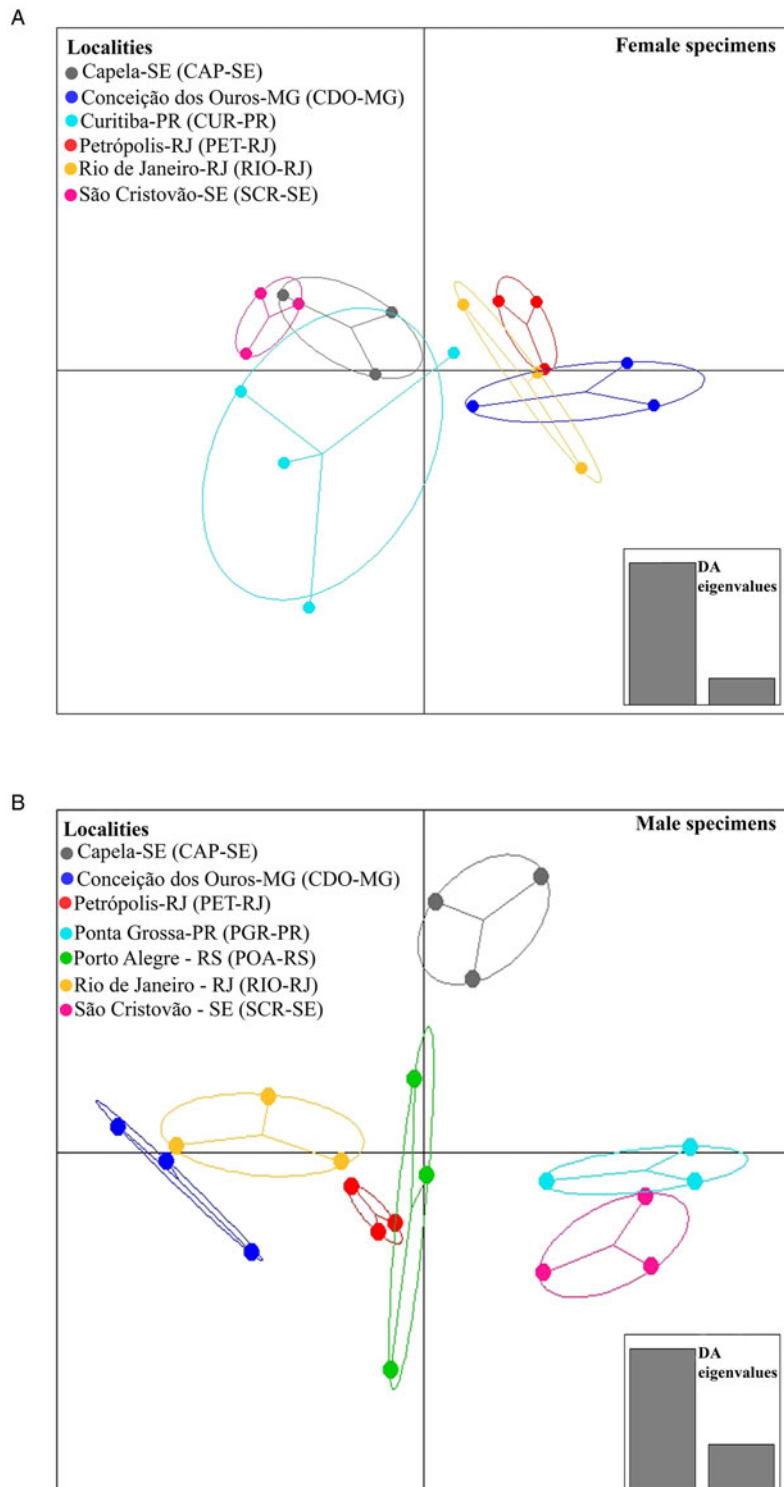 A
Localities
Female specimens
Capela-SE (CAP-SE)
Conceição dos Ouros-MG (CDO-MG)
Curitiba-PR (CUR-PR)
Petrópolis-RJ (PET-RJ)
Rio de Janeiro-RJ (RIO-RJ)
São Cristovão-SE (SCR-SE)
DA
eigenvalues
B
Localities
Male specimens
Capela-SE (CAP-SE)
Conceição dos Ouros-MG (CDO-MG)
Petrópolis-RJ (PET-RJ)
Ponta Grossa-PR (PGR-PR)
Porto Alegre - RS (POA-RS)
Rio de Janeiro - RJ (RIO-RJ)
São Cristovão - SE (SCR-SE)
DA
eigenvalues